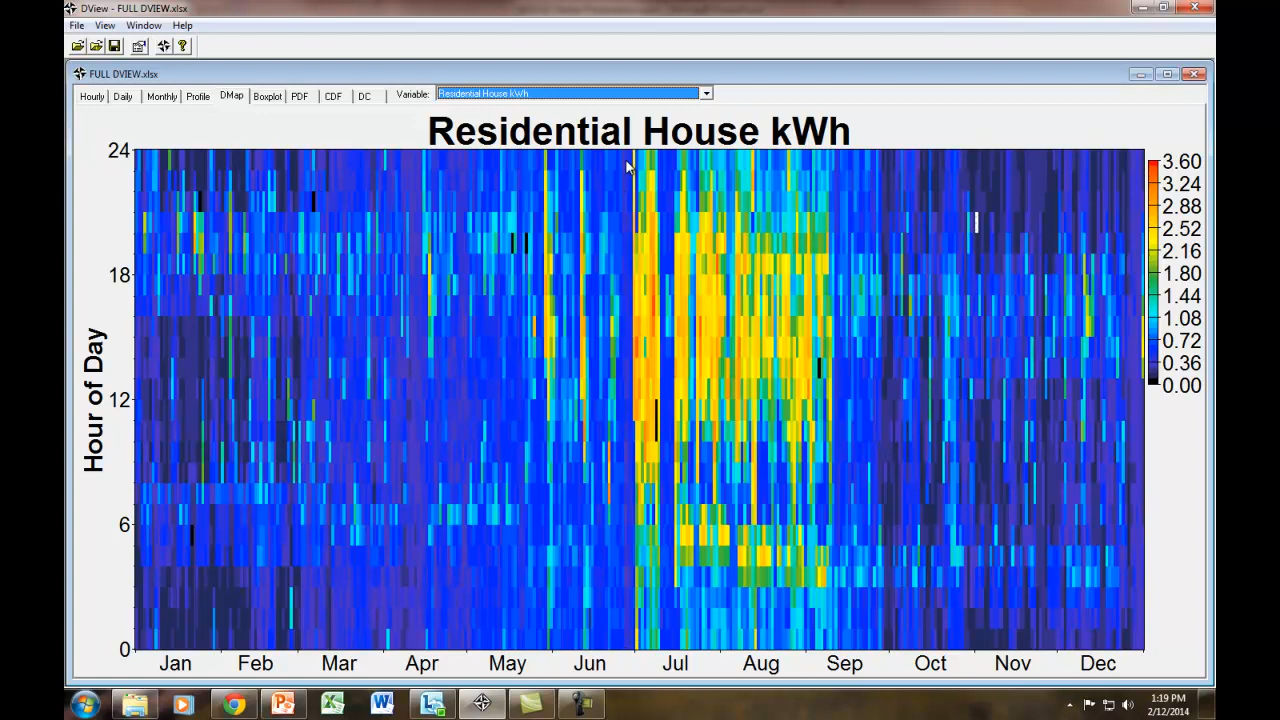 DView - FULL DVIEW.xlsx
File View Window Help
FULL DVIEW.xlsx
Hourly Daily Monthly Profile DMap Boxplot PDF CDF DC Variable: Residential House kWh
Residential House kWh
24
18
12
6
0
Hour of Day
3.60
3.24
2.88
2.52
2.16
1.80
1.44
1.08
0.72
0.36
0.00
Jan Feb Mar Apr May Jun Jul Aug Sep Oct Nov Dec
1:19 PM
2/12/2014